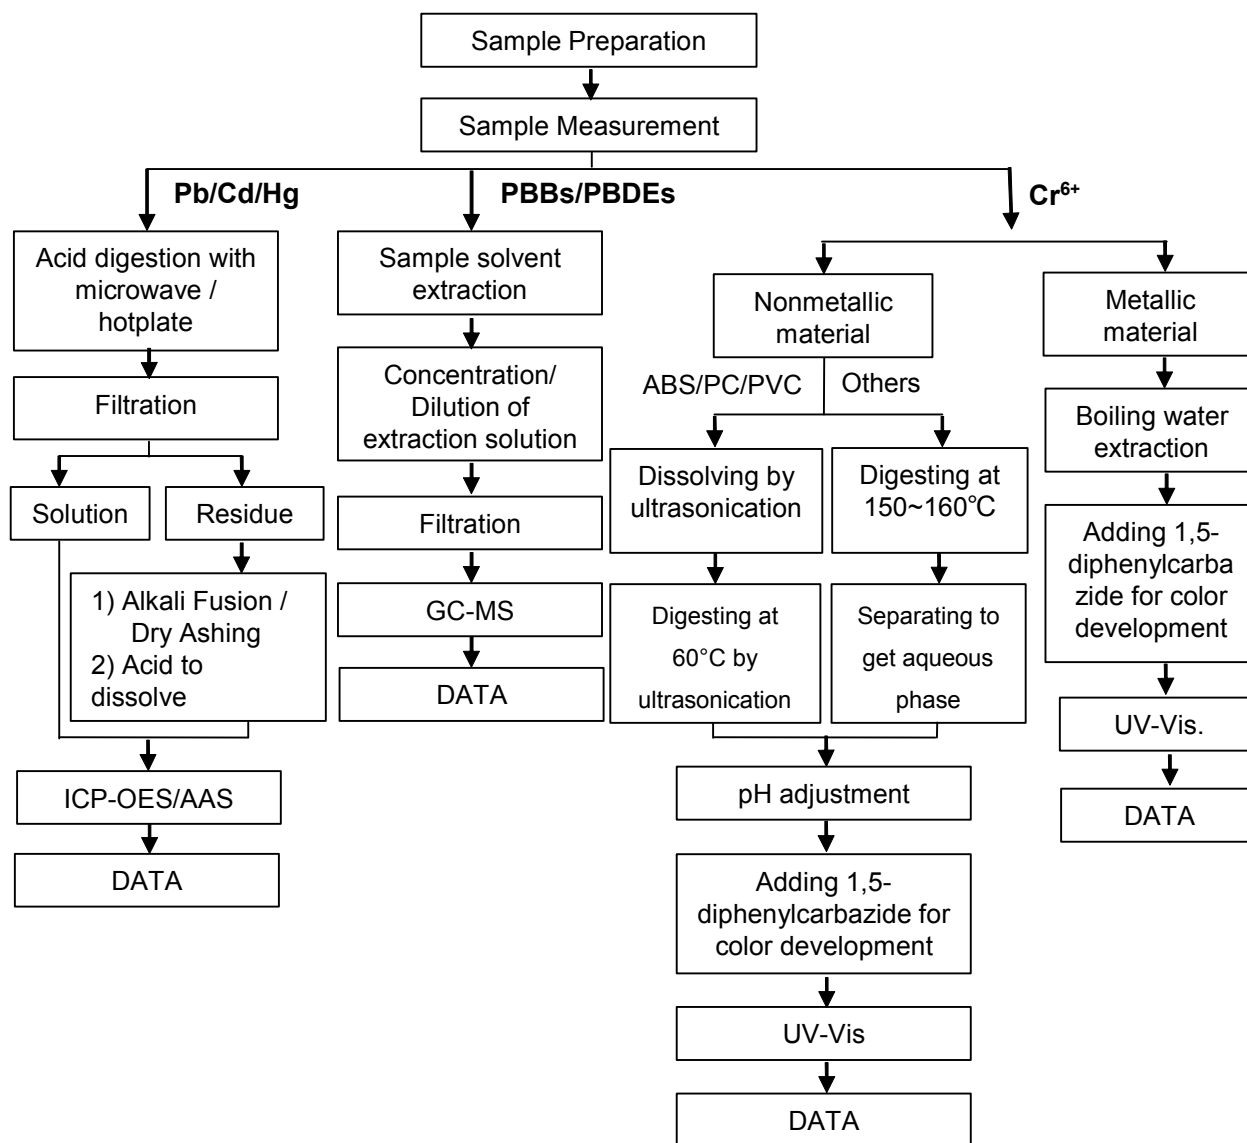 Sample Preparation
Sample Measurement
Pb/Cd/Hg
PBBs/PBDEs
Cr⁶⁺
Acid digestion with
microwave /
hotplate
Filtration
Solution
Residue
1) Alkali Fusion /
Dry Ashing
2) Acid to
dissolve
ICP-OES/AAS
DATA
Sample solvent
extraction
Concentration/
Dilution of
extraction solution
Filtration
GC-MS
DATA
Nonmetallic
material
ABS/PC/PVC
Others
Dissolving by
ultrasonication
Digesting at
60°C by
ultrasonication
Digesting at
150~160℃
Separating to
get aqueous
phase
pH adjustment
Adding 1,5-
diphenylcarbazide for
color development
UV-Vis
DATA
Metallic
material
Boiling water
extraction
Adding 1,5-
diphenylcarba
zide for color
development
UV-Vis.
DATA